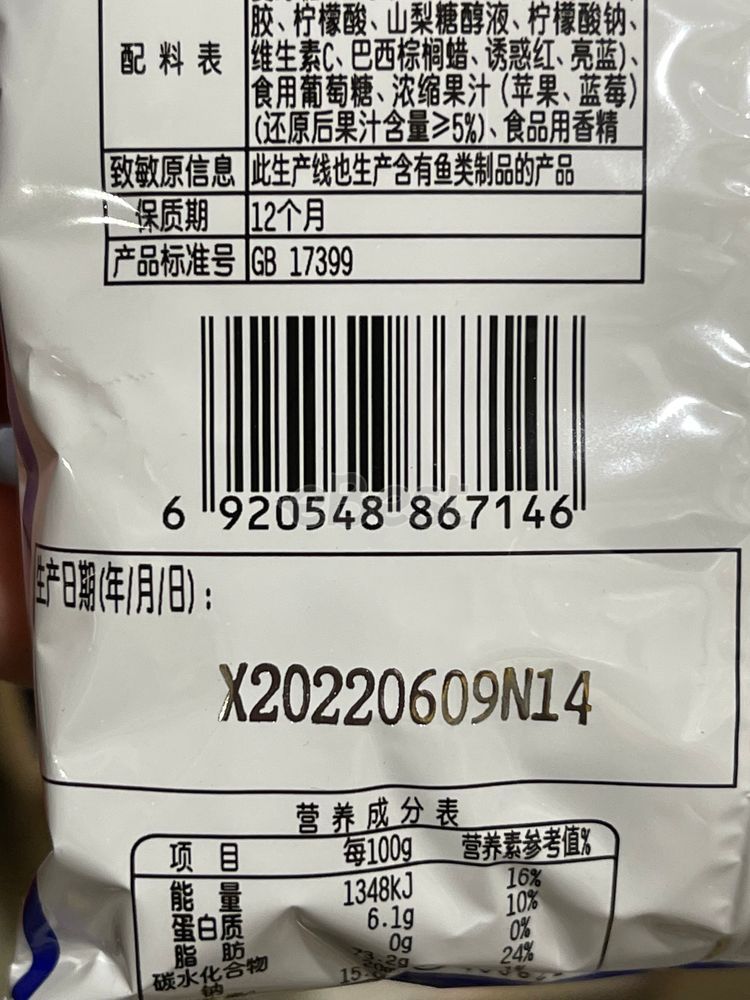 胶、柠檬酸、山梨糖醇液、柠檬酸钠、
配料表 维生素C、巴西棕榈蜡、诱惑红、亮蓝)、
食用葡萄糖、浓缩果汁(苹果、蓝莓)
(还原后果汁含量≥5%)、食品用香精
致敏原信息 此生产线也生产含有鱼类制品的产品
保质期 12个月
产品标准号 GB 17399
6 920548 867146
生产日期(年/月/日):
X20220609N14
营养成分表
项目 每100g 营养素参考值%
能量 1348kJ 16%
蛋白质 6.1g 10%
脂肪 0g 0%
碳水化合物 73.2g 24%
钠